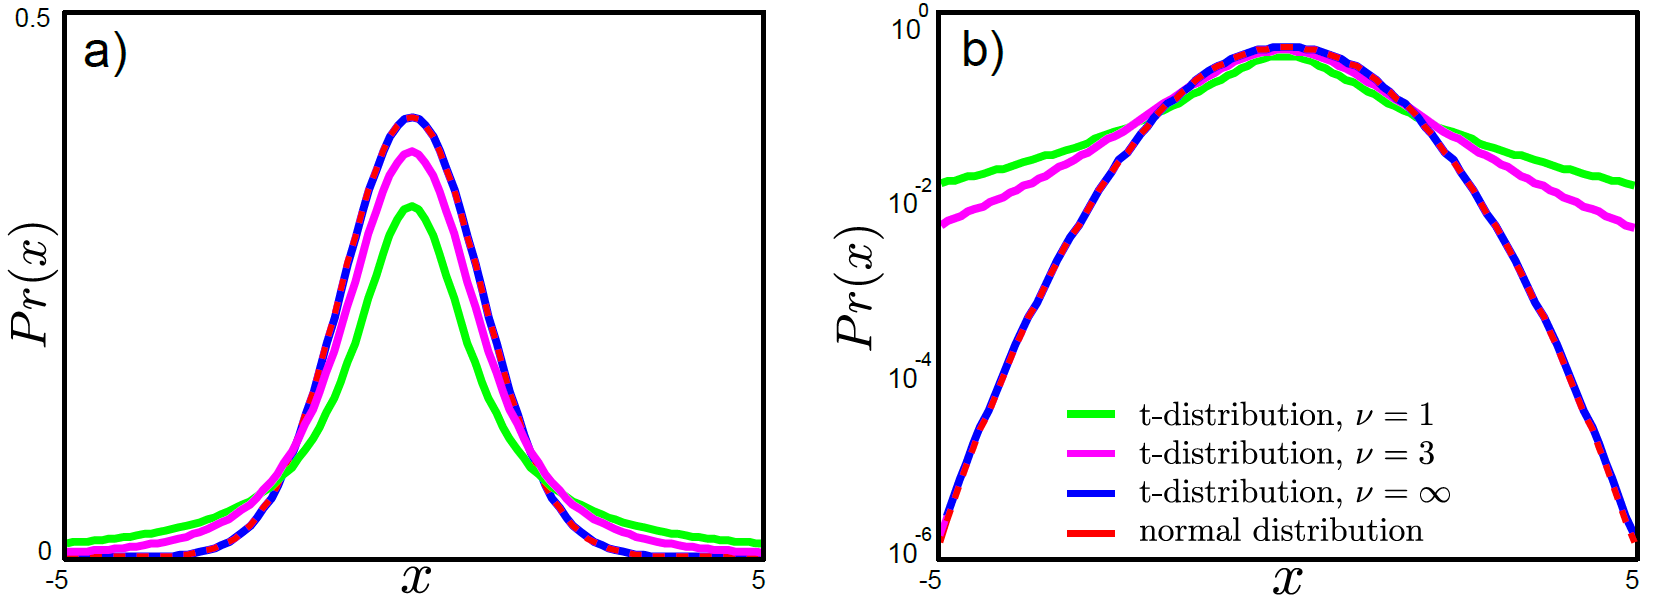 0.5
a)
Pr(x)
0
-5
x
5
10^0
b)
10^-2
Pr(x)
10^-4
t-distribution, ν = 1
t-distribution, ν = 3
t-distribution, ν = ∞
normal distribution
10^-6
-5
x
5